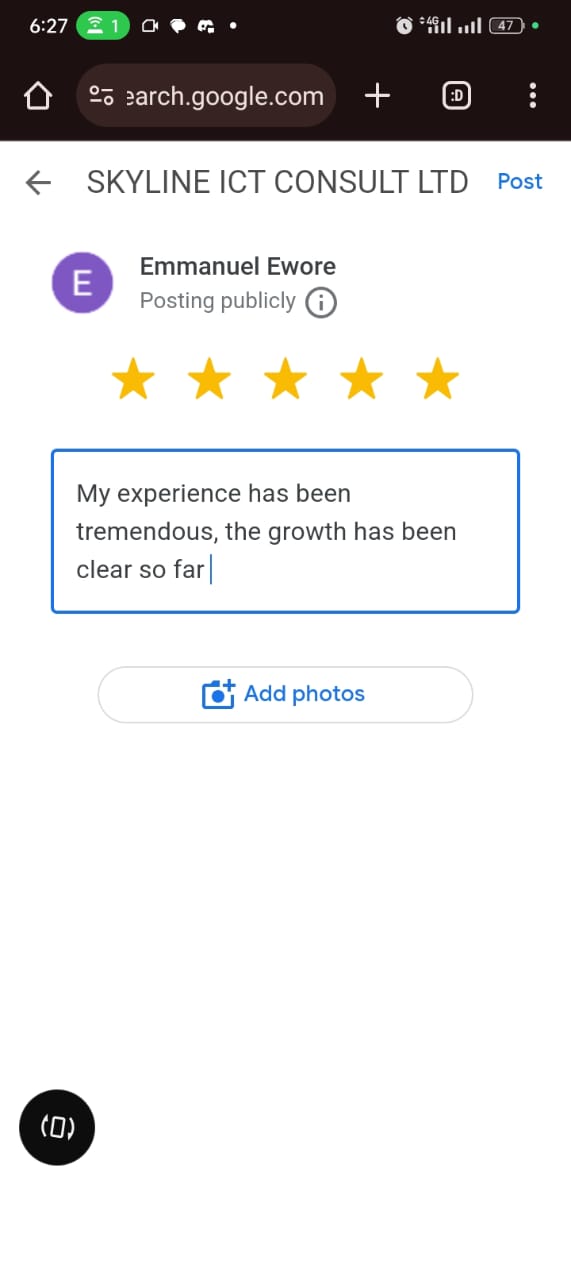 6:27
1
4G
47
earch.google.com
:D
SKYLINE ICT CONSULT LTD
Post
E
Emmanuel Ewore
Posting publicly
My experience has been
tremendous, the growth has been
clear so far
Add photos